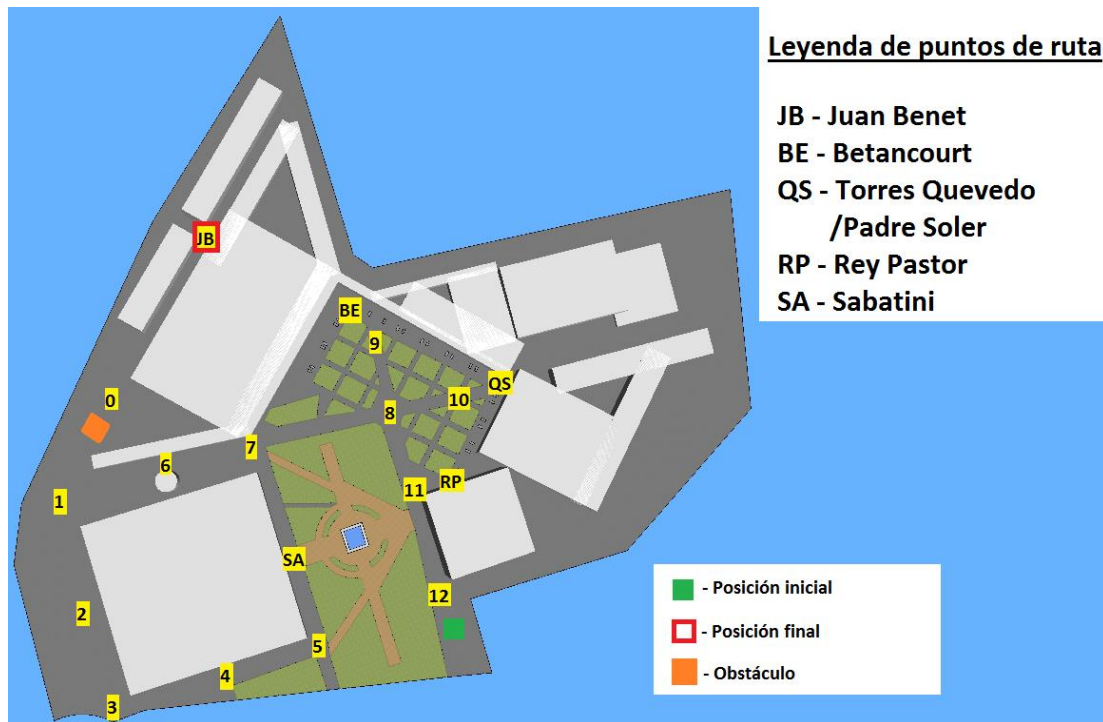 Leyenda de puntos de ruta
JB - Juan Benet
BE - Betancourt
QS - Torres Quevedo
/Padre Soler
RP - Rey Pastor
SA - Sabatini
JB
BE
9
QS
0
10
8
7
6
RP
11
1
SA
12
2
5
4
3
- Posición inicial
- Posición final
- Obstáculo